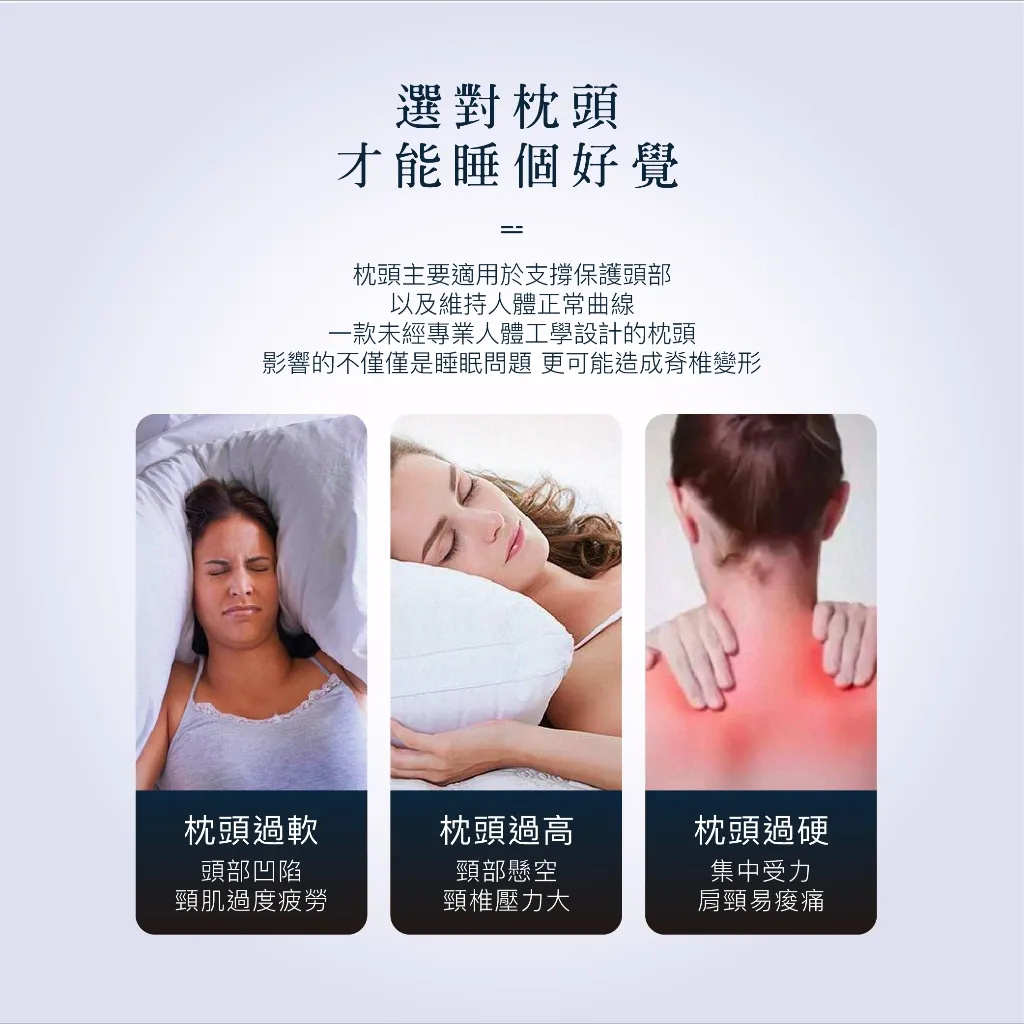 選對枕頭
才能睡個好覺
枕頭主要適用於支撐保護頭部
以及維持人體正常曲線
一款未經專業人體工學設計的枕頭
影響的不僅僅是睡眠問題 更可能造成脊椎變形
枕頭過軟
頭部凹陷
頸肌過度疲勞
枕頭過高
頸部懸空
頸椎壓力大
枕頭過硬
集中受力
肩頸易痠痛